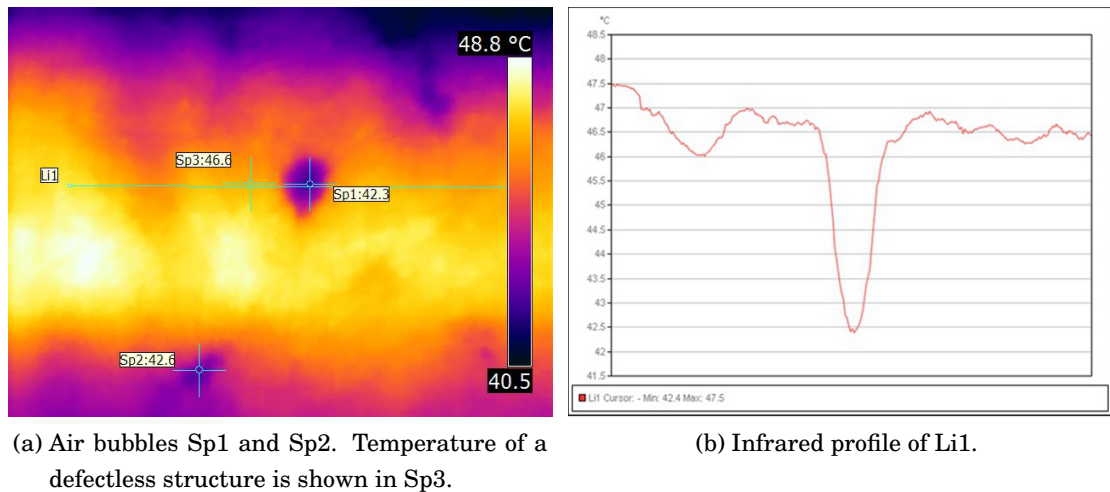 48.8 °C
Sp3:46.6
Li1
Sp1:42.3
Sp2:42.6
40.5
(a) Air bubbles Sp1 and Sp2. Temperature of a
defectless structure is shown in Sp3.
°C
48.5
48
47.5
47
46.5
46
45.5
45
44.5
44
43.5
43
42.5
42
41.5
Li1 Cursor: - Min: 42.4 Max: 47.5
(b) Infrared profile of Li1.